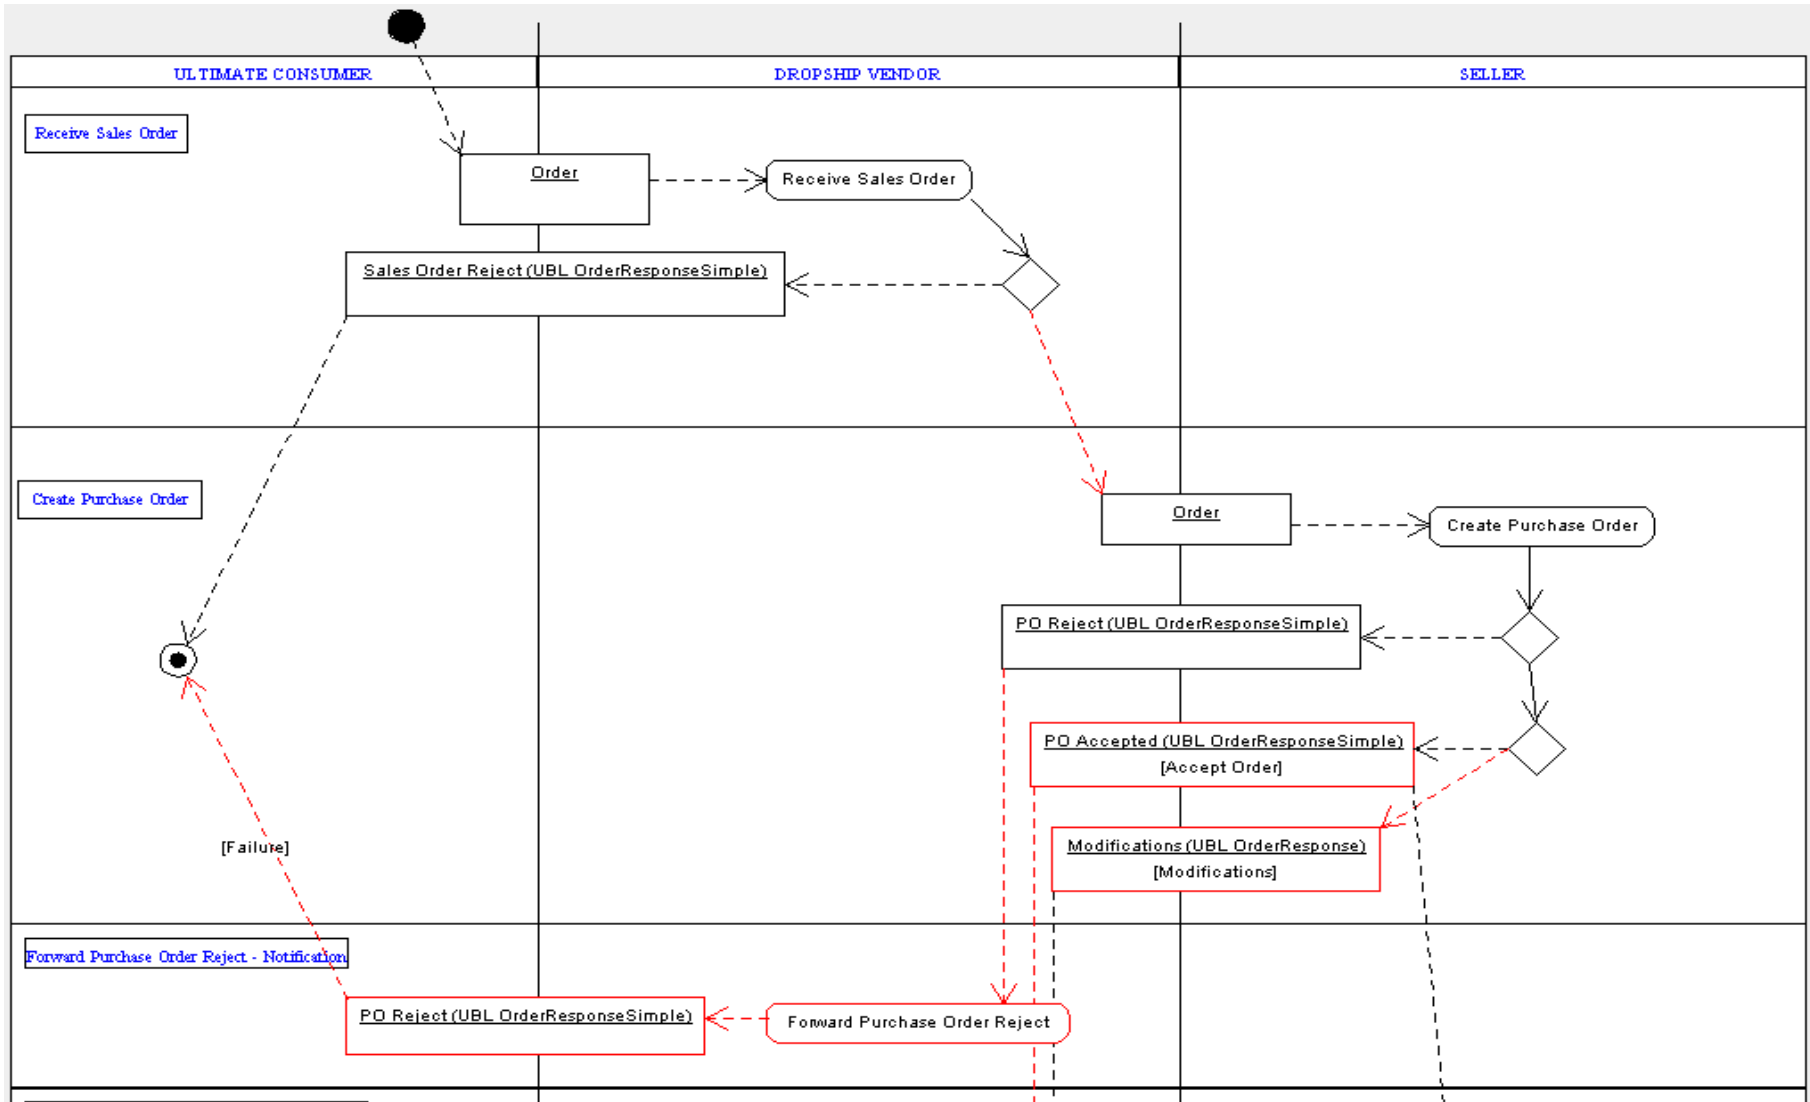 ULTIMATE CONSUMER
DROPSHIP VENDOR
SELLER
Receive Sales Order
Order
Receive Sales Order
Sales Order Reject (UBL OrderResponseSimple)
Create Purchase Order
Order
Create Purchase Order
PO Reject (UBL OrderResponseSimple)
PO Accepted (UBL OrderResponseSimple)
[Accept Order]
Modifications (UBL OrderResponse)
[Modifications]
[Failure]
Forward Purchase Order Reject - Notification
PO Reject (UBL OrderResponseSimple)
Forward Purchase Order Reject